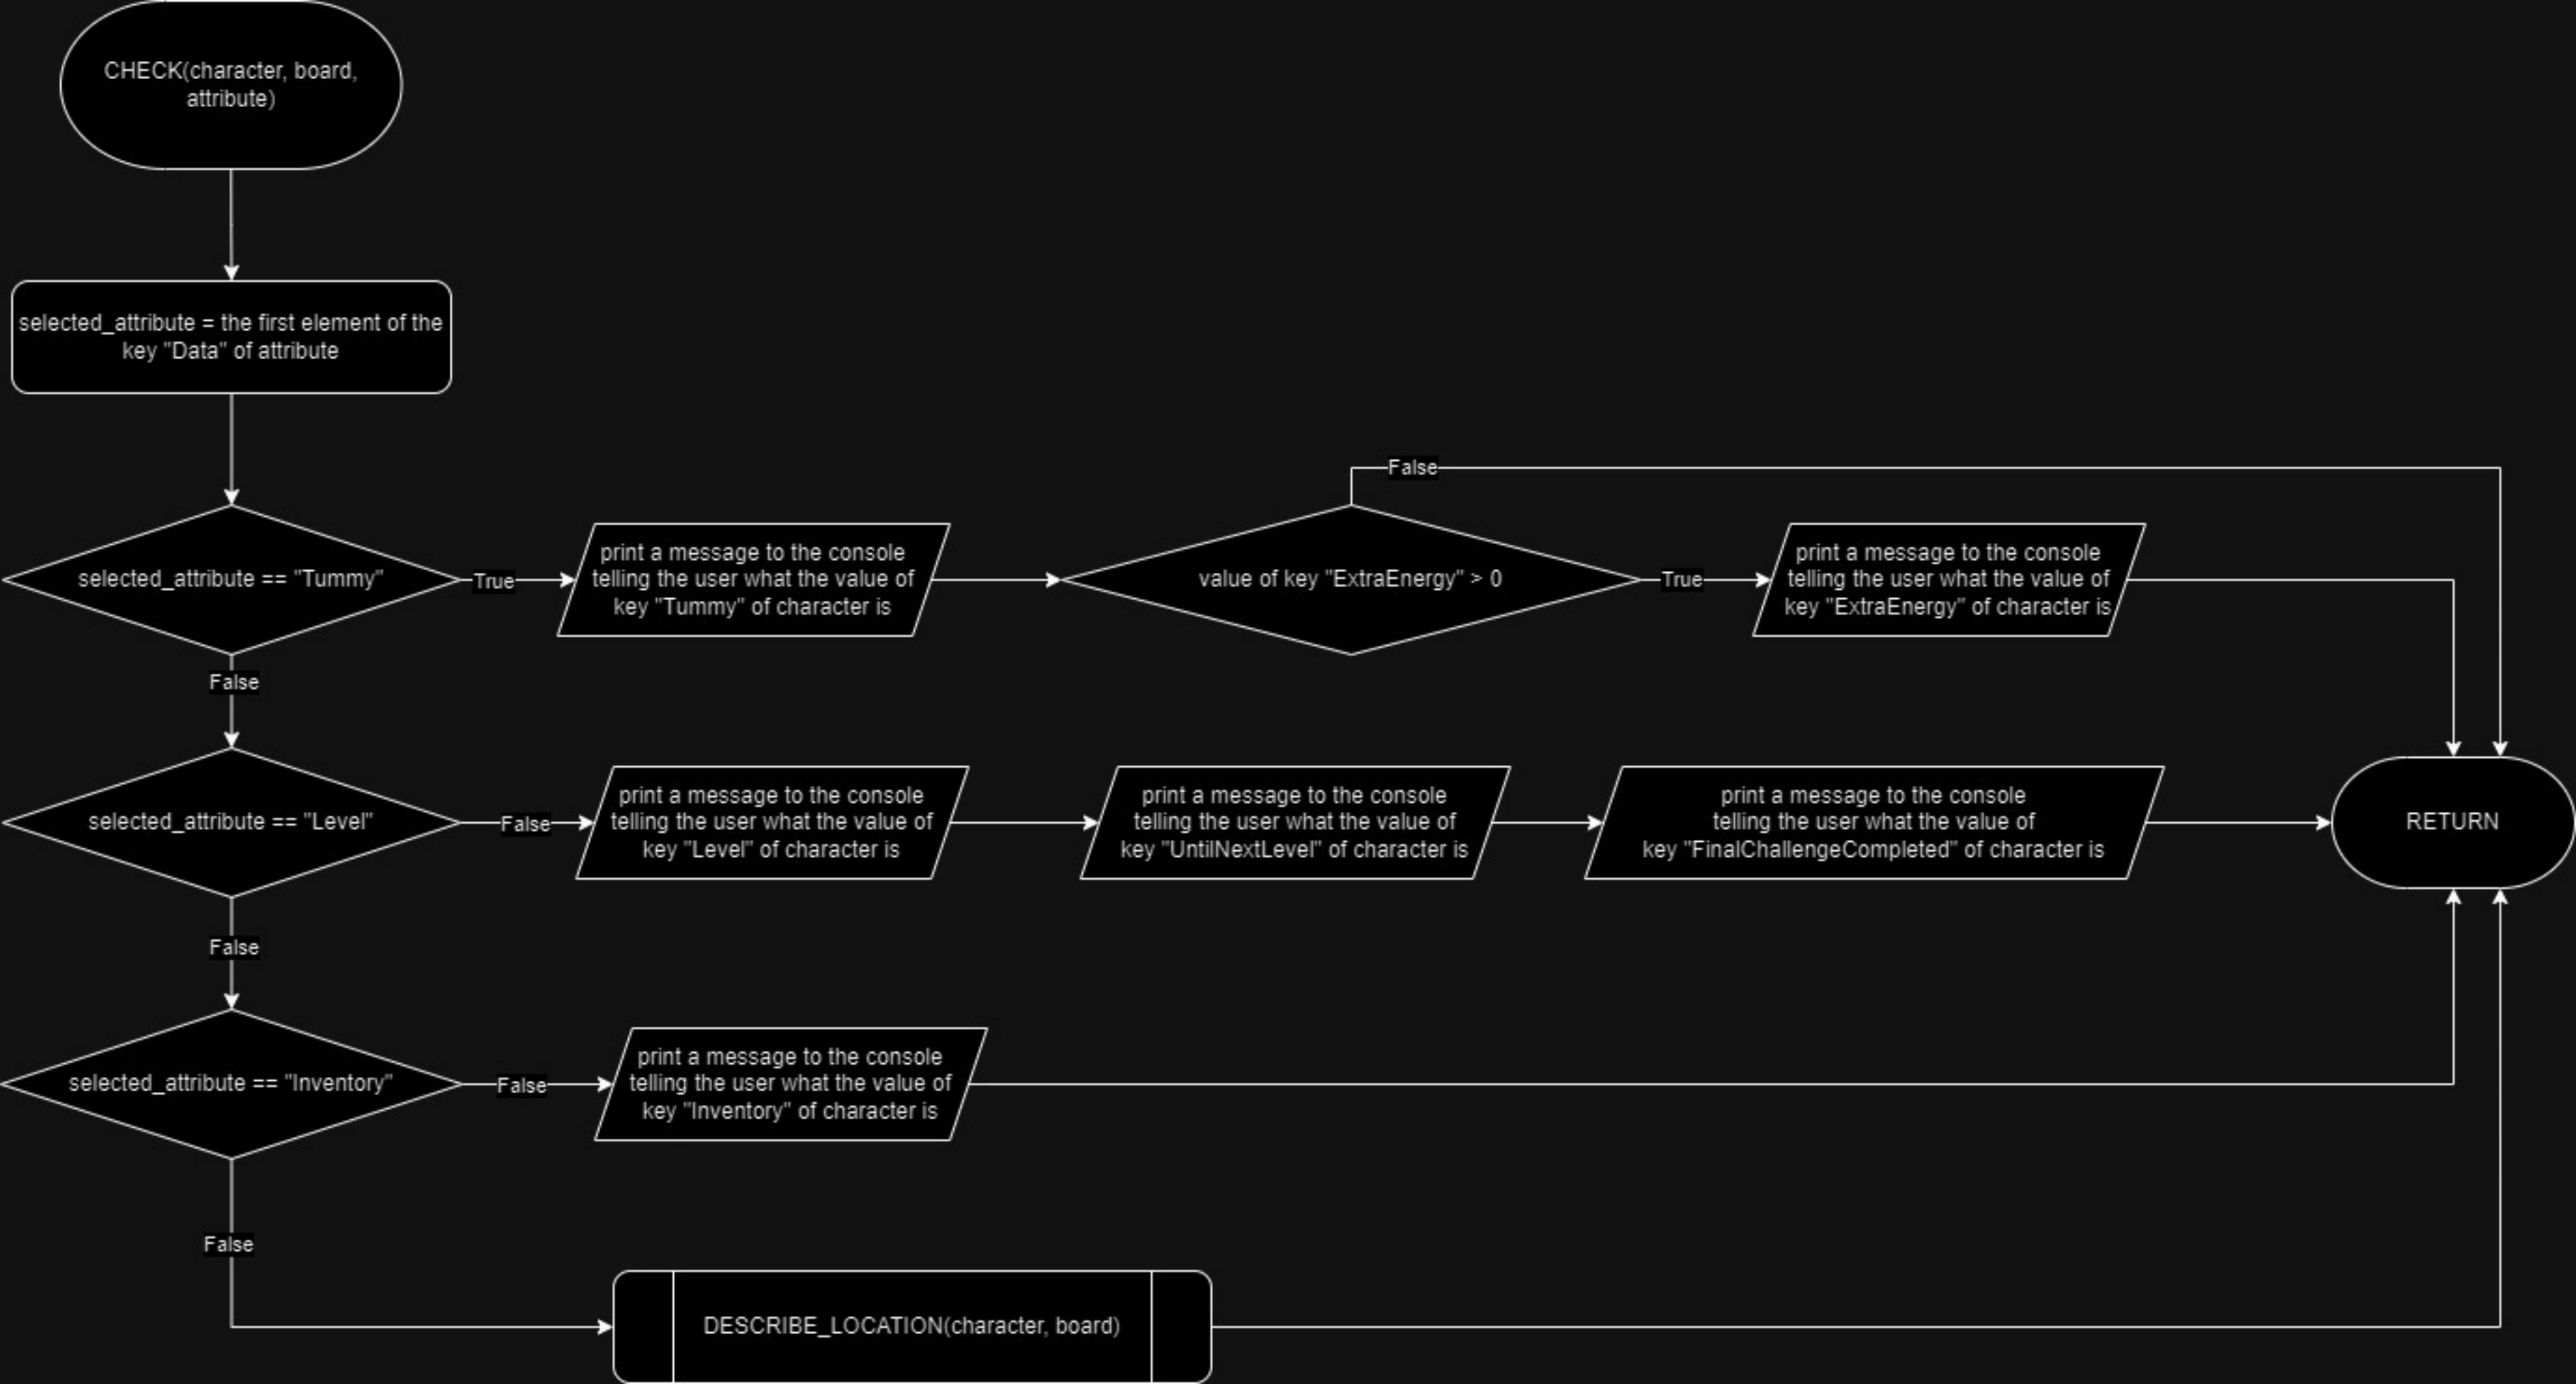 CHECK(character, board,
attribute)
selected_attribute = the first element of the
key "Data" of attribute
False
selected_attribute == "Tummy"
True
print a message to the console
telling the user what the value of
key "Tummy" of character is
value of key "ExtraEnergy" > 0
True
print a message to the console
telling the user what the value of
key "ExtraEnergy" of character is
False
selected_attribute == "Level"
False
print a message to the console
telling the user what the value of
key "Level" of character is
print a message to the console
telling the user what the value of
key "UntilNextLevel" of character is
print a message to the console
telling the user what the value of
key "FinalChallengeCompleted" of character is
RETURN
False
selected_attribute == "Inventory"
False
print a message to the console
telling the user what the value of
key "Inventory" of character is
False
DESCRIBE_LOCATION(character, board)